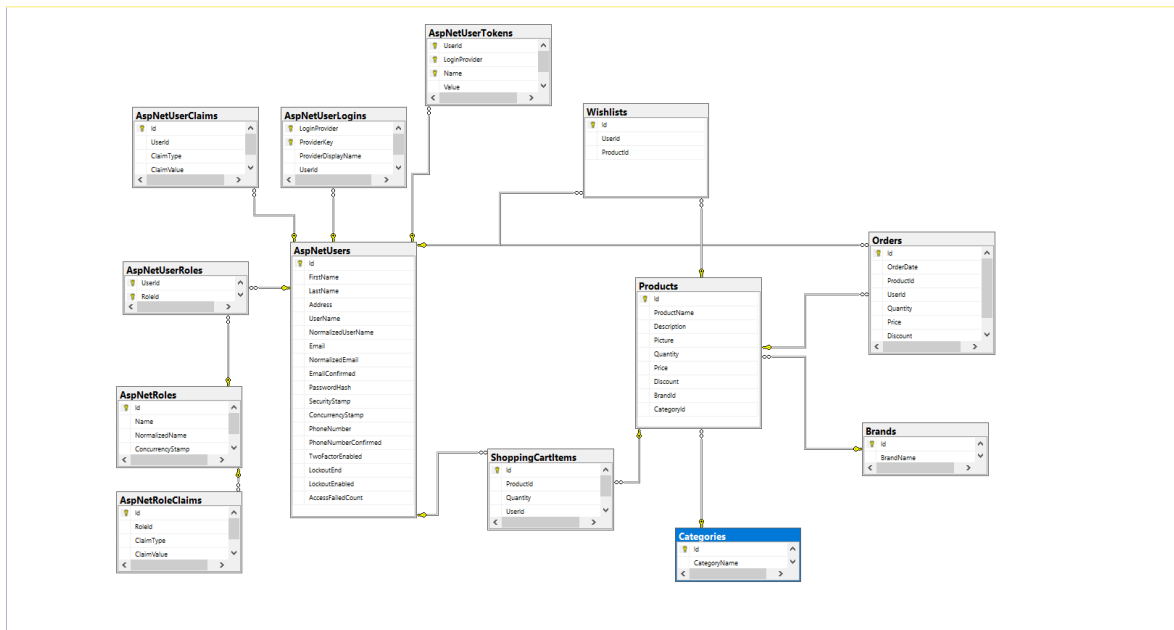 AspNetUserTokens
UserId
LoginProvider
Name
Value
Wishlists
Id
UserId
ProductId
AspNetUserClaims
Id
UserId
ClaimType
ClaimValue
AspNetUserLogins
LoginProvider
ProviderKey
ProviderDisplayName
UserId
Orders
Id
OrderDate
ProductId
UserId
Quantity
Price
Discount
AspNetUsers
Id
FirstName
LastName
Address
UserName
NormalizedUserName
Email
NormalizedEmail
EmailConfirmed
PasswordHash
SecurityStamp
ConcurrencyStamp
PhoneNumber
PhoneNumberConfirmed
TwoFactorEnabled
LockoutEnd
LockoutEnabled
AccessFailedCount
AspNetUserRoles
UserId
RoleId
Products
Id
ProductName
Description
Picture
Quantity
Price
Discount
BrandId
CategoryId
AspNetRoles
Id
Name
NormalizedName
ConcurrencyStamp
Brands
Id
BrandName
ShoppingCartItems
Id
ProductId
Quantity
UserId
AspNetRoleClaims
Id
RoleId
ClaimType
ClaimValue
Categories
Id
CategoryName